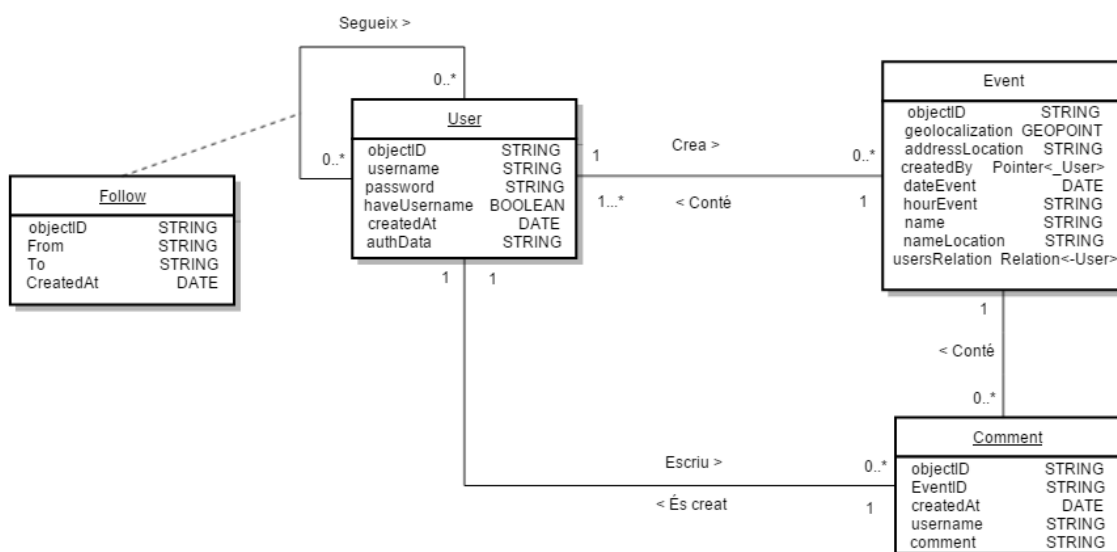 Segueix >
0..*
0..*
User
objectID STRING
username STRING
password STRING
haveUsername BOOLEAN
createdAt DATE
authData STRING
Follow
objectID STRING
From STRING
To STRING
CreatedAt DATE
1
Crea >
0..*
1...*
< Conté
1
Event
objectID STRING
geolocalization GEOPOINT
addressLocation STRING
createdBy Pointer<_User>
dateEvent DATE
hourEvent STRING
name STRING
nameLocation STRING
usersRelation Relation<-User>
1
1
1
< Conté
0..*
Escriu >
0..*
< És creat
1
Comment
objectID STRING
EventID STRING
createdAt DATE
username STRING
comment STRING